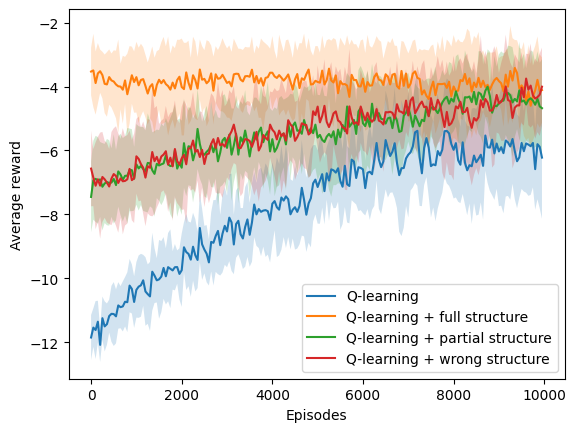 −2
−4
−6
−8
−10
−12
Average reward
0
2000
4000
6000
8000
10000
Episodes
Q-learning
Q-learning + full structure
Q-learning + partial structure
Q-learning + wrong structure